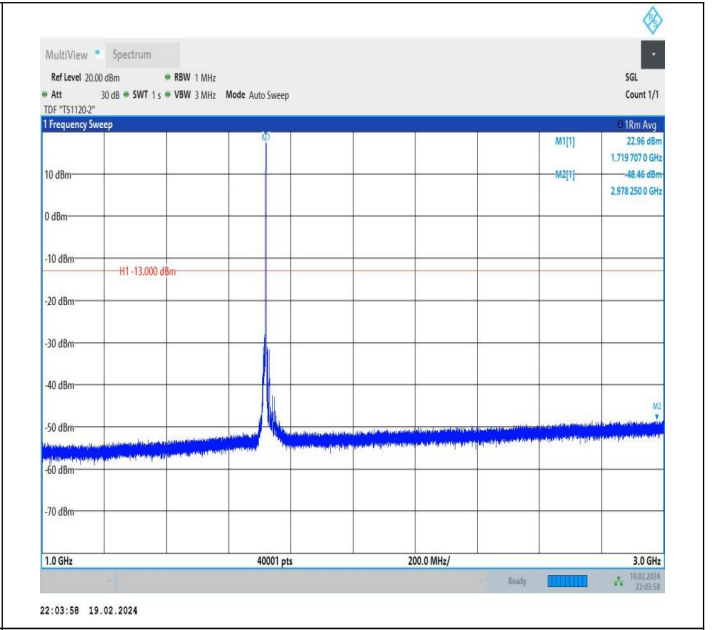 R&S
MultiView Spectrum
Ref Level 20.00 dBm RBW 1 MHz SGL
Att 30 dB SWT 1 s VBW 3 MHz Mode Auto Sweep Count 1/1
TDF "TS1120-2"
1 Frequency Sweep 1Rm Avg
M1
M1[1] 22.96 dBm
1.719 707 0 GHz
10 dBm
M2[1] -48.46 dBm
2.978 250 0 GHz
0 dBm
-10 dBm
H1 -13.000 dBm
-20 dBm
-30 dBm
-40 dBm
M2
-50 dBm
-60 dBm
-70 dBm
1.0 GHz 40001 pts 200.0 MHz/ 3.0 GHz
Ready 19.02.2024
22:03:58
22:03:58 19.02.2024